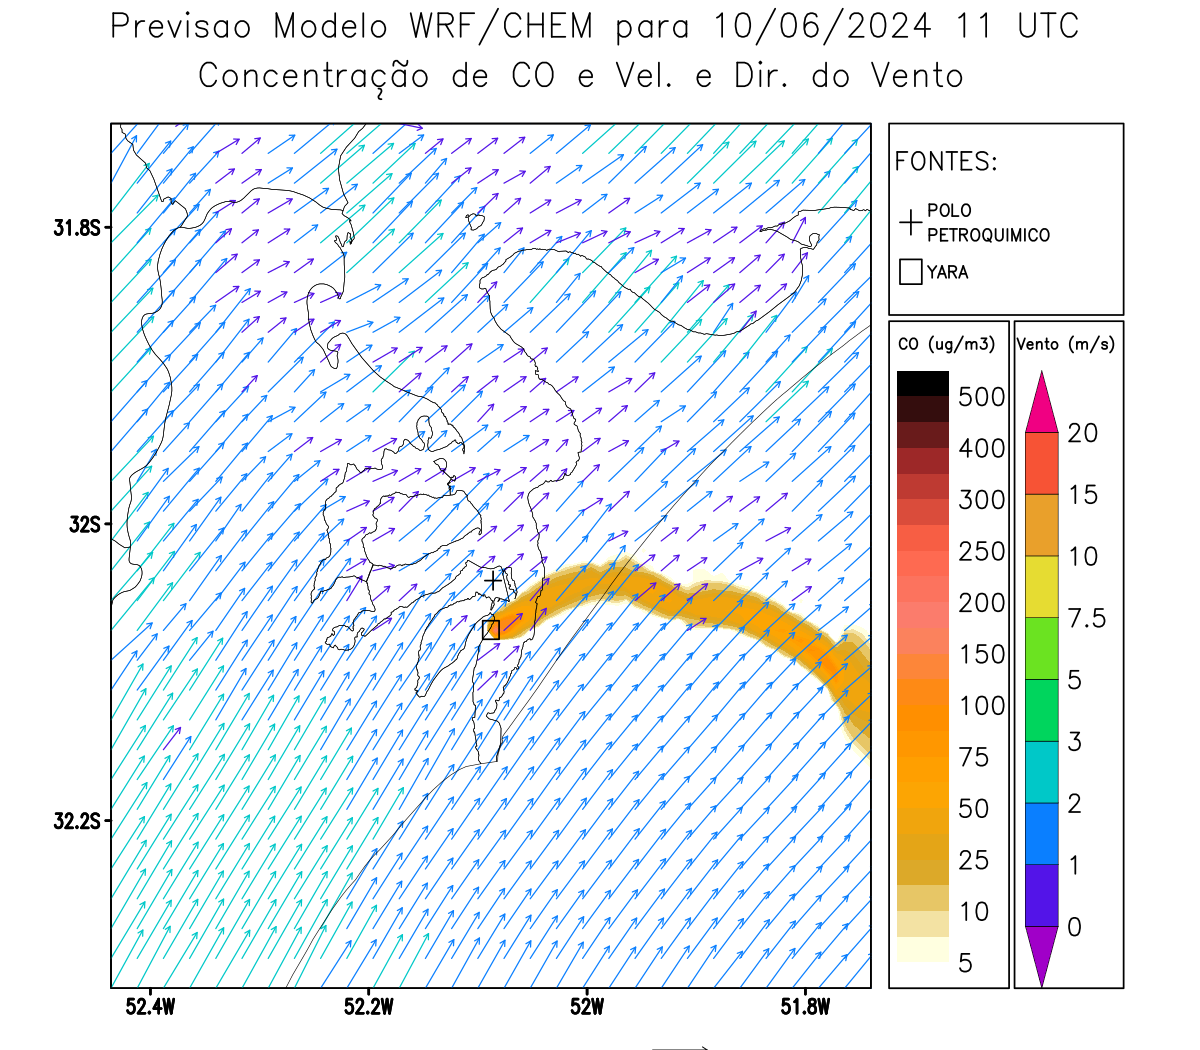 Previsao Modelo WRF/CHEM para 10/06/2024 11 UTC
Concentração de CO e Vel. e Dir. do Vento
FONTES:
POLO
PETROQUIMICO
YARA
CO (ug/m3)
500
400
300
250
200
150
100
75
50
25
10
5
Vento (m/s)
20
15
10
7.5
5
3
2
1
0
31.8S
32S
32.2S
52.4W
52.2W
52W
51.8W